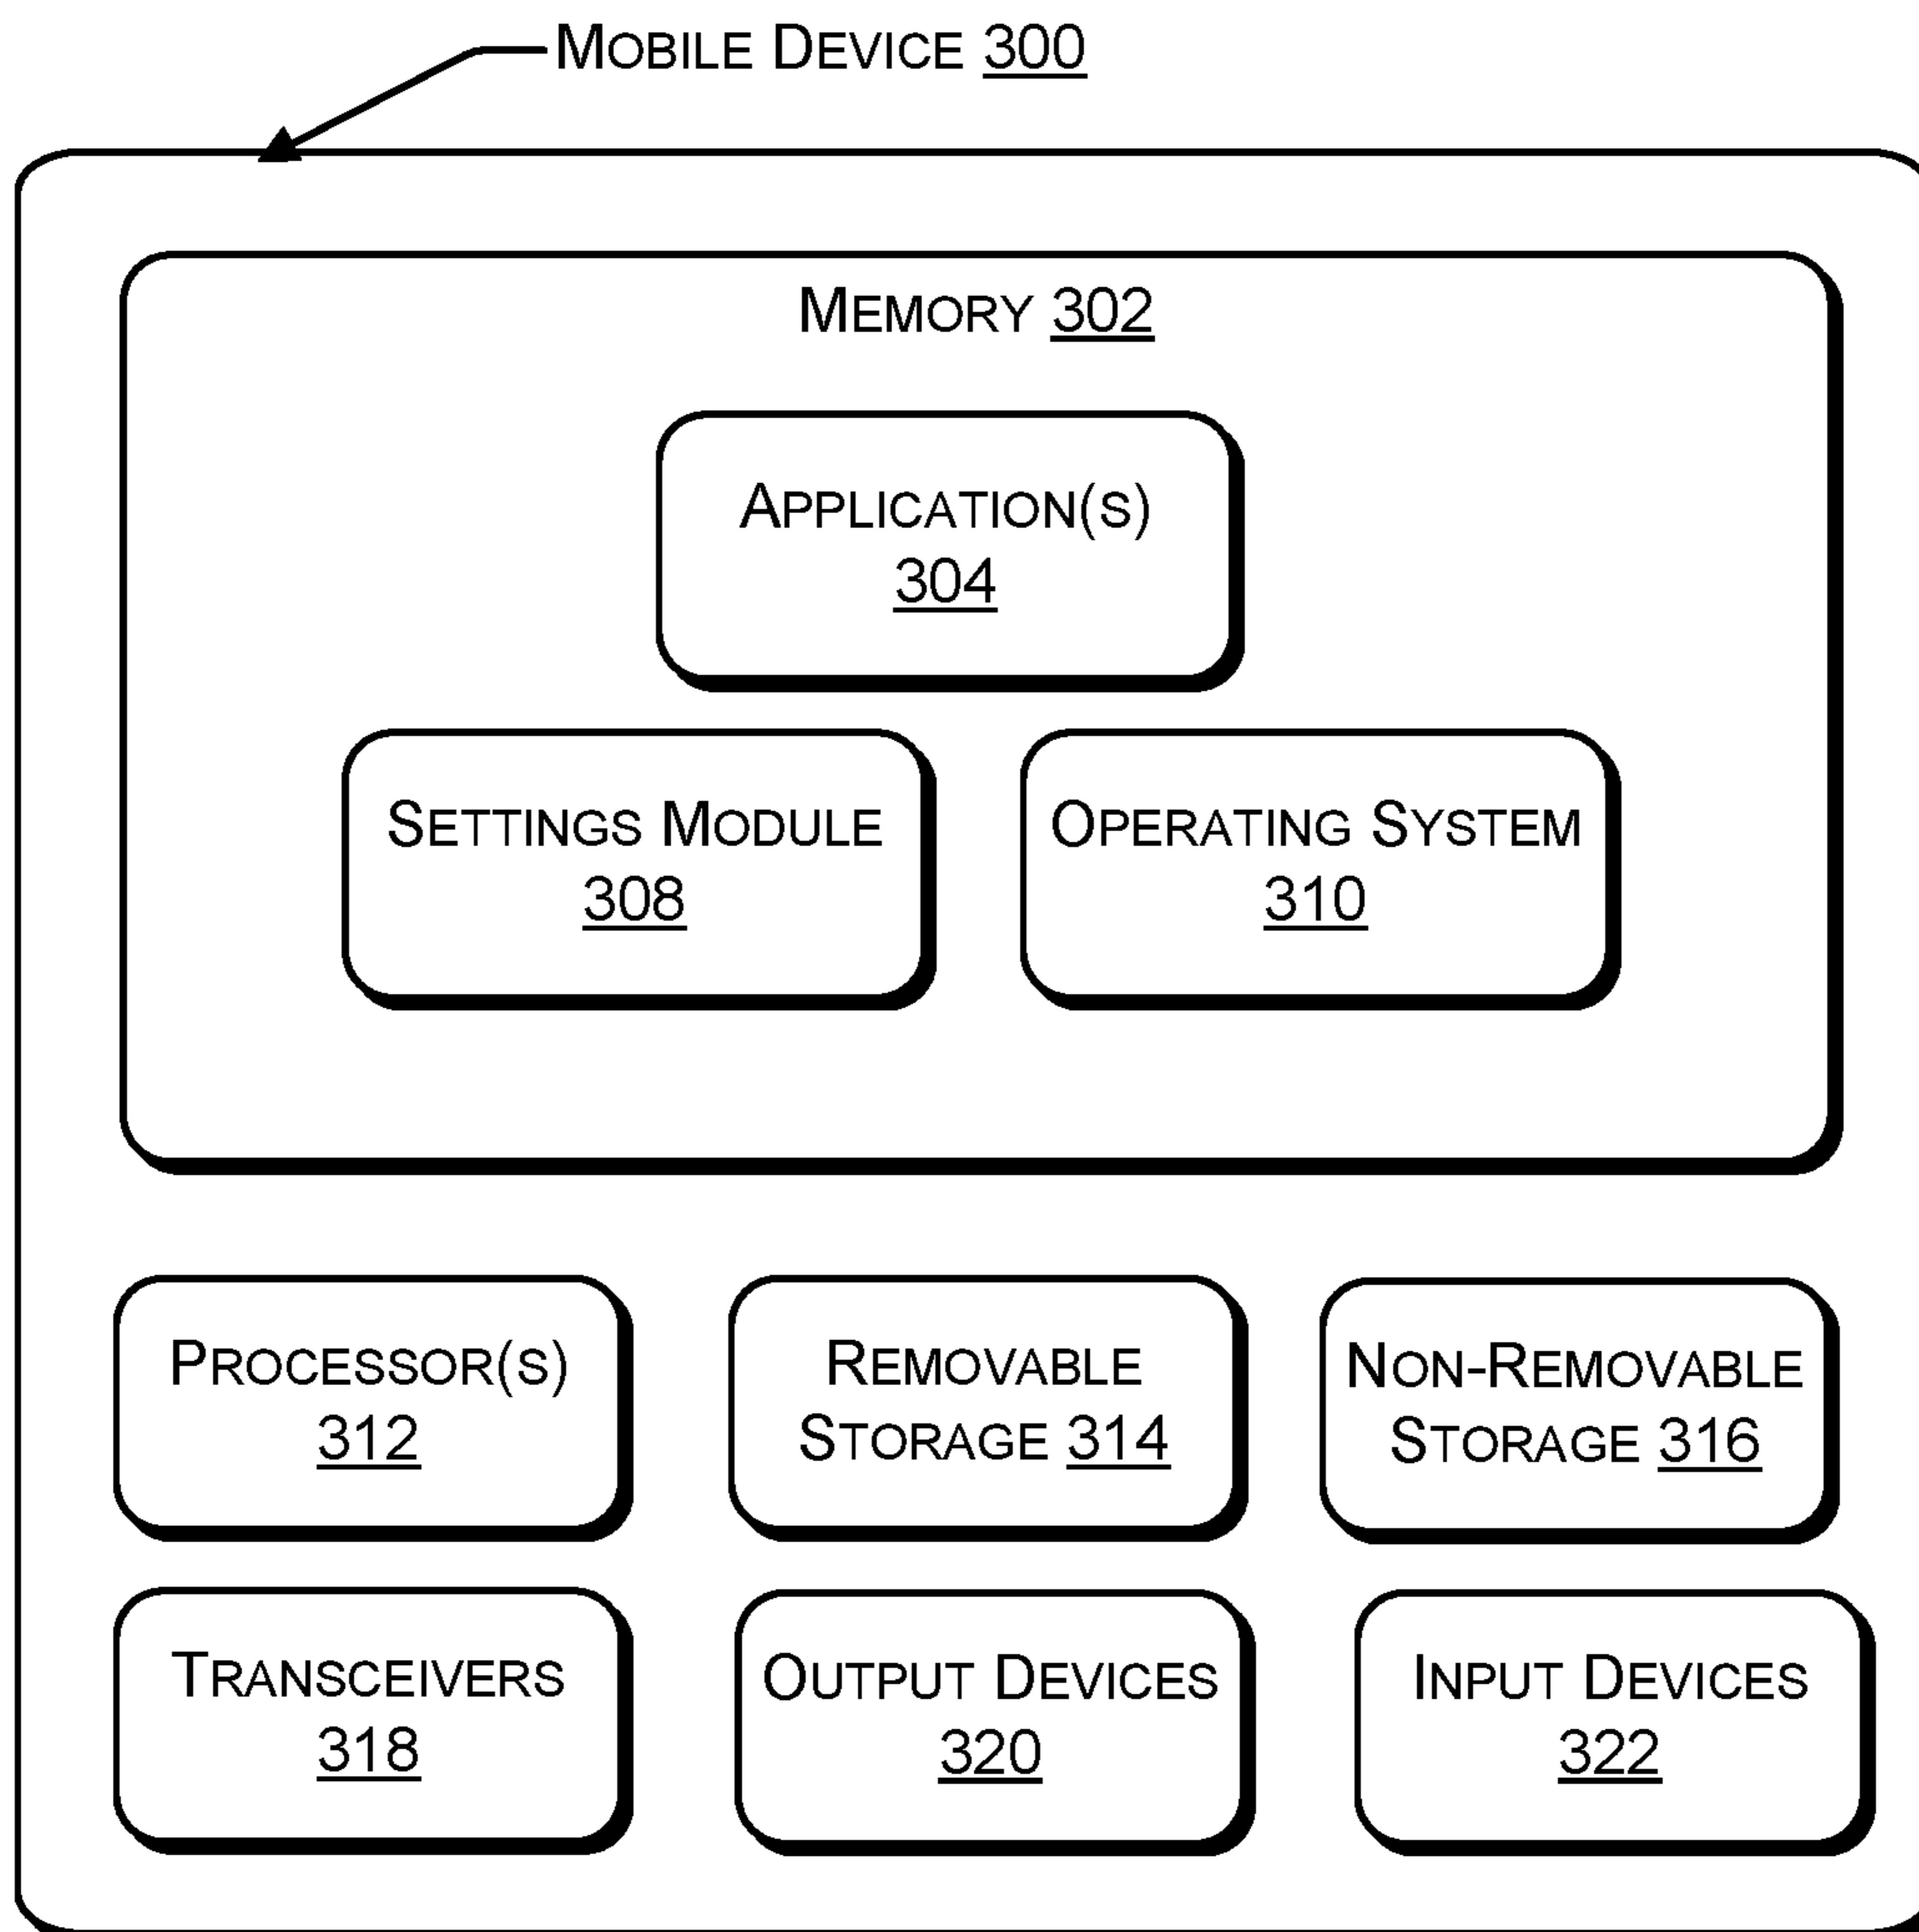 MOBILE DEVICE 300
MEMORY 302
APPLICATION(S)
304
SETTINGS MODULE
308
OPERATING SYSTEM
310
PROCESSOR(S)
312
REMOVABLE
STORAGE 314
NON-REMOVABLE
STORAGE 316
TRANSCEIVERS
318
OUTPUT DEVICES
320
INPUT DEVICES
322